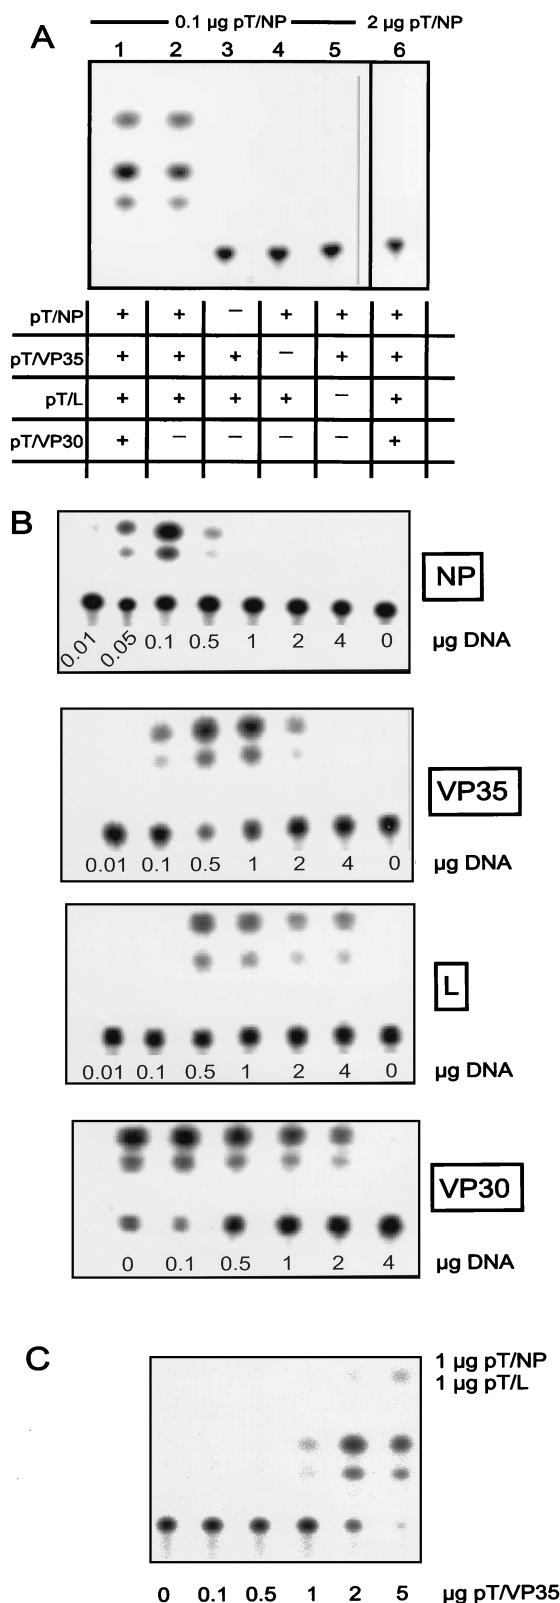 A
0.1 µg pT/NP 2 µg pT/NP
1 2 3 4 5 6
pT/NP + + − + + +
pT/VP35 + + + − + +
pT/L + + + + − +
pT/VP30 + − − − − +
B
NP
0.01 0.05 0.1 0.5 1 2 4 0 µg DNA
VP35
0.01 0.1 0.5 1 2 4 0 µg DNA
L
0.01 0.1 0.5 1 2 4 0 µg DNA
VP30
0 0.1 0.5 1 2 4 µg DNA
C
1 µg pT/NP
1 µg pT/L
0 0.1 0.5 1 2 5 µg pT/VP35